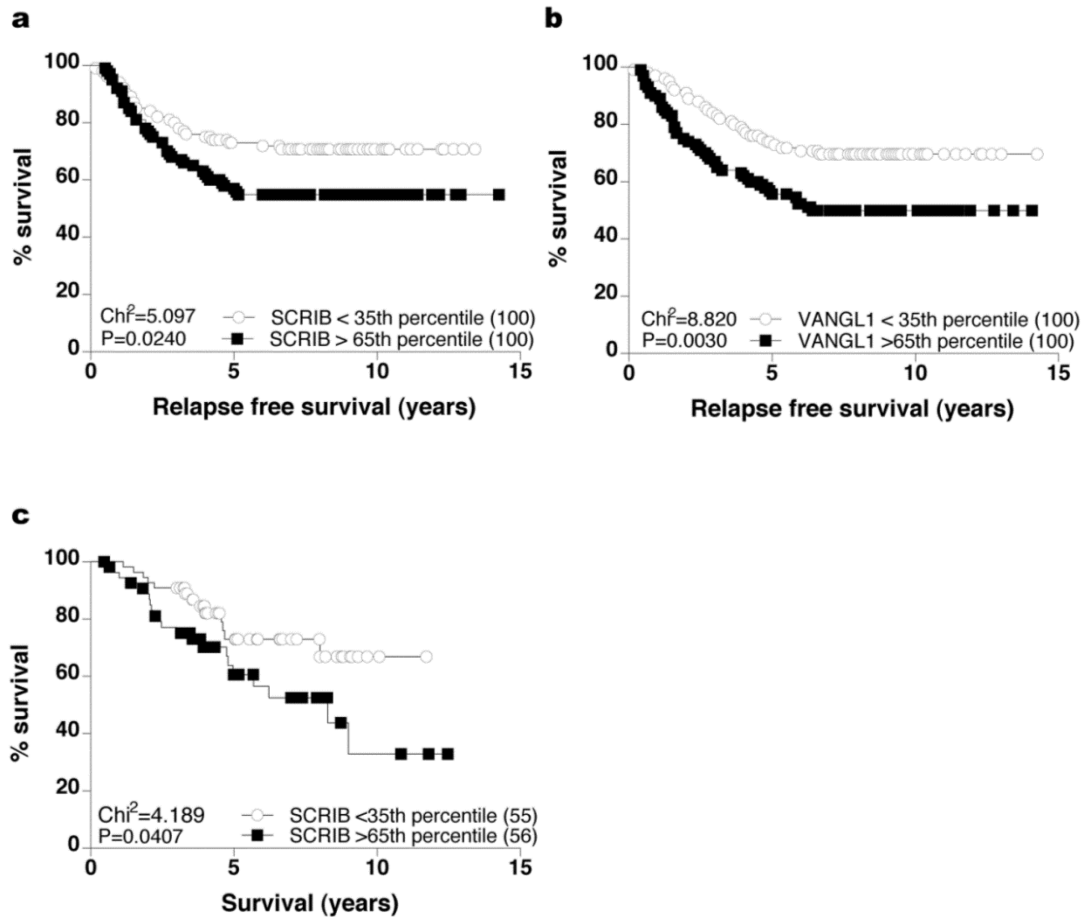 a
100
80
60
40
20
0
% survival
Chi2=5.097
P=0.0240
SCRIB < 35th percentile (100)
SCRIB > 65th percentile (100)
0 5 10 15
Relapse free survival (years)
b
100
80
60
40
20
0
% survival
Chi2=8.820
P=0.0030
VANGL1 < 35th percentile (100)
VANGL1 >65th percentile (100)
0 5 10 15
Relapse free survival (years)
c
100
80
60
40
20
0
% survival
Chi2=4.189
P=0.0407
SCRIB <35th percentile (55)
SCRIB >65th percentile (56)
0 5 10 15
Survival (years)